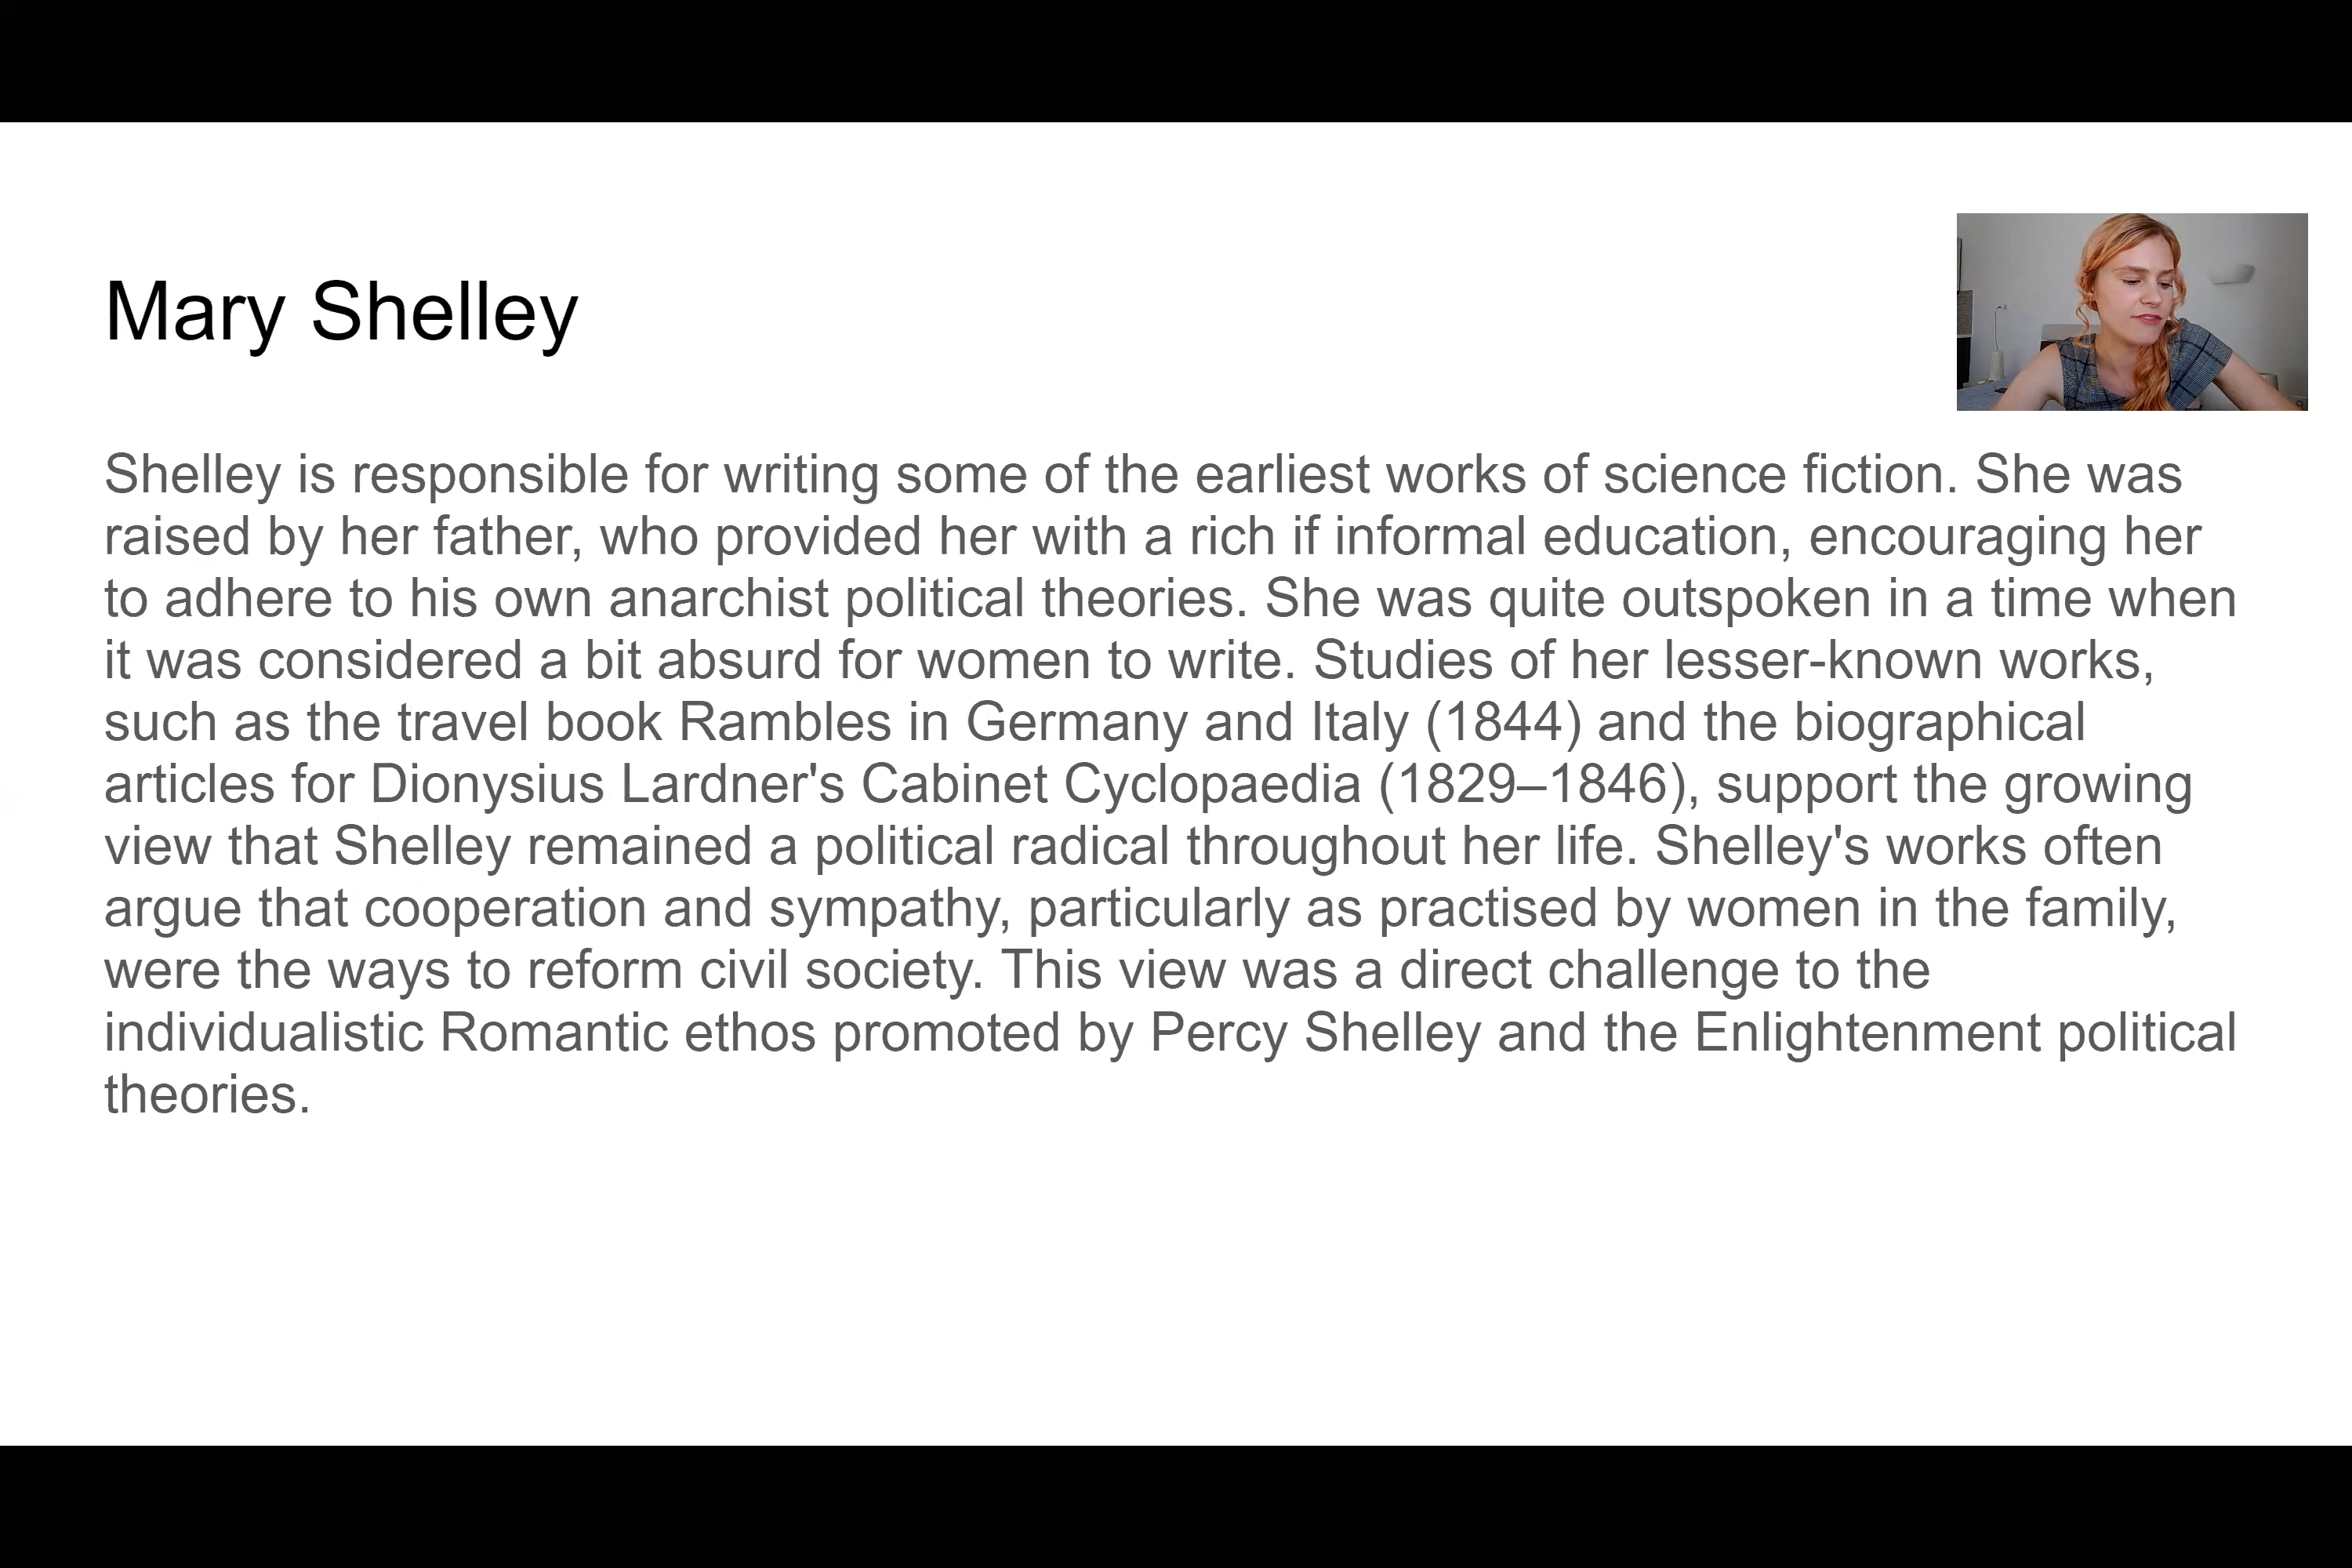 Mary Shelley
Shelley is responsible for writing some of the earliest works of science fiction. She was
raised by her father, who provided her with a rich if informal education, encouraging her
to adhere to his own anarchist political theories. She was quite outspoken in a time when
it was considered a bit absurd for women to write. Studies of her lesser-known works,
such as the travel book Rambles in Germany and Italy (1844) and the biographical
articles for Dionysius Lardner's Cabinet Cyclopaedia (1829–1846), support the growing
view that Shelley remained a political radical throughout her life. Shelley's works often
argue that cooperation and sympathy, particularly as practised by women in the family,
were the ways to reform civil society. This view was a direct challenge to the
individualistic Romantic ethos promoted by Percy Shelley and the Enlightenment political
theories.